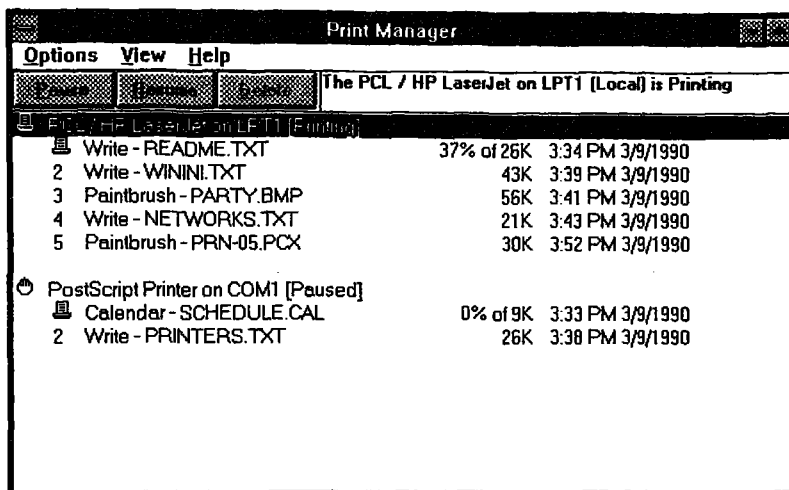 Print Manager
Options View Help
Pause Resume Delete The PCL / HP LaserJet on LPT1 (Local) is Printing
PCL / HP LaserJet on LPT1 [Printing]
Write - README.TXT 37% of 26K 3:34 PM 3/9/1990
2 Write - WININI.TXT 43K 3:39 PM 3/9/1990
3 Paintbrush - PARTY.BMP 56K 3:41 PM 3/9/1990
4 Write - NETWORKS.TXT 21K 3:43 PM 3/9/1990
5 Paintbrush - PRN-05.PCX 30K 3:52 PM 3/9/1990
PostScript Printer on COM1 [Paused]
Calendar - SCHEDULE.CAL 0% of 9K 3:33 PM 3/9/1990
2 Write - PRINTERS.TXT 26K 3:38 PM 3/9/1990